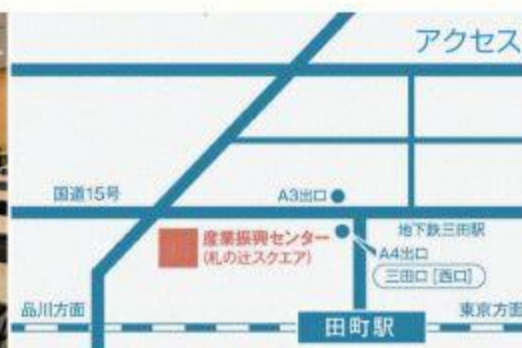 アクセス
国道15号
A3出口
産業振興センター
(札の辻スクエア)
地下鉄三田駅
A4出口
三田口 [西口]
品川方面
田町駅
東京方面